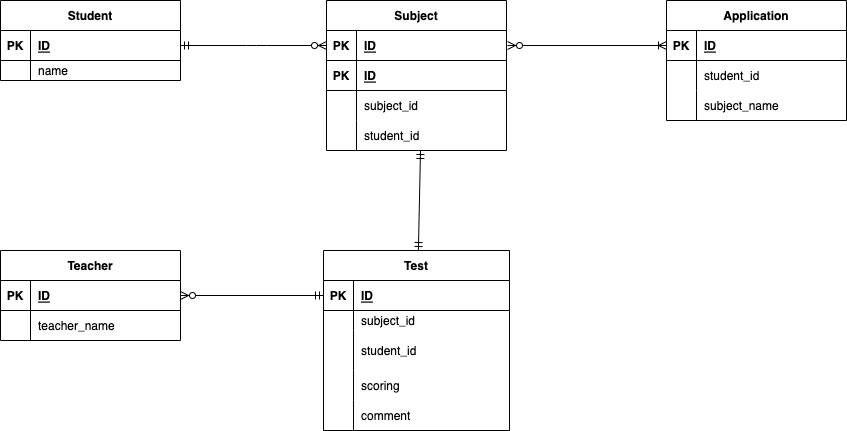 Student
PK ID
name
Subject
PK ID
PK ID
subject_id
student_id
Application
PK ID
student_id
subject_name
Teacher
PK ID
teacher_name
Test
PK ID
subject_id
student_id
scoring
comment